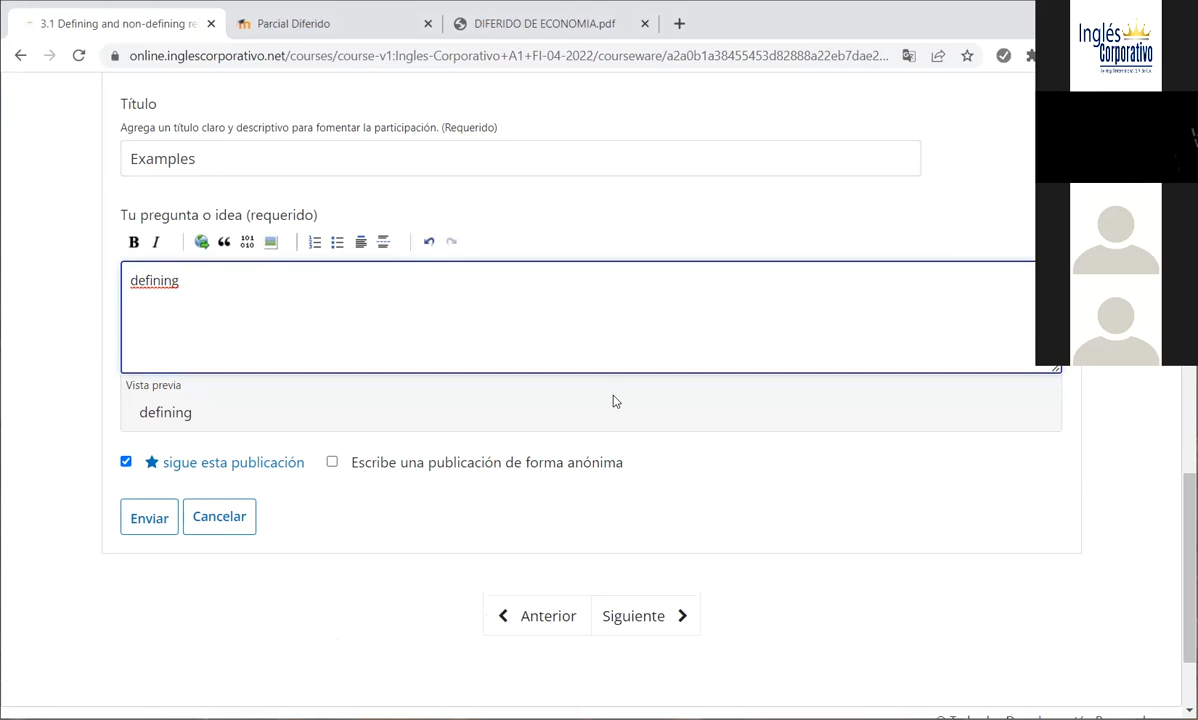 3.1 Defining and non-defining re
Parcial Diferido
DIFERIDO DE ECONOMIA.pdf
online.inglescorporativo.net/courses/course-v1:Ingles-Corporativo+A1+FI-04-2022/courseware/a2a0b1a38455453d82888a22eb7dae2...
Inglés
Corporativo
Título
Agrega un título claro y descriptivo para fomentar la participación. (Requerido)
Examples
Tu pregunta o idea (requerido)
B I
101
010
defining
Vista previa
defining
sigue esta publicación
Escribe una publicación de forma anónima
Enviar
Cancelar
Anterior
Siguiente